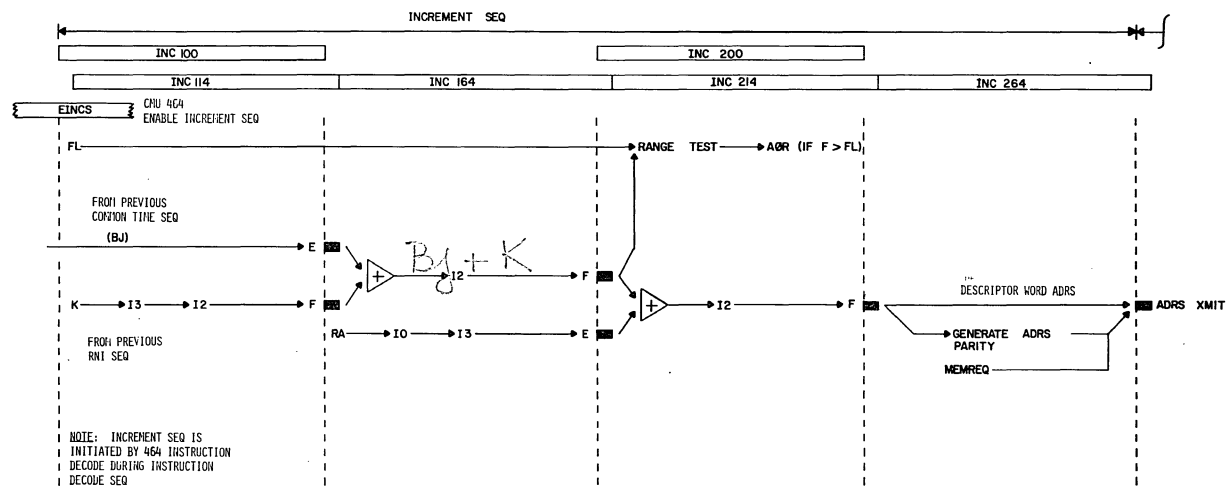 INCREMENT SEQ
INC 100
INC 200
INC 114
INC 164
INC 214
INC 264
EINCS
CMU 464
ENABLE INCREMENT SEQ
FL
RANGE TEST
AØR (IF F > FL)
FROM PREVIOUS
COMMON TIME SEQ
(BJ)
E
+
Bj + K
I2
F
K
I3
I2
F
+
I2
F
DESCRIPTOR WORD ADRS
ADRS XMIT
FROM PREVIOUS
RNI SEQ
RA
I0
I3
E
GENERATE ADRS
PARITY
MEMREQ
NOTE: INCREMENT SEQ IS
INITIATED BY 464 INSTRUCTION
DECODE DURING INSTRUCTION
DECODE SEQ